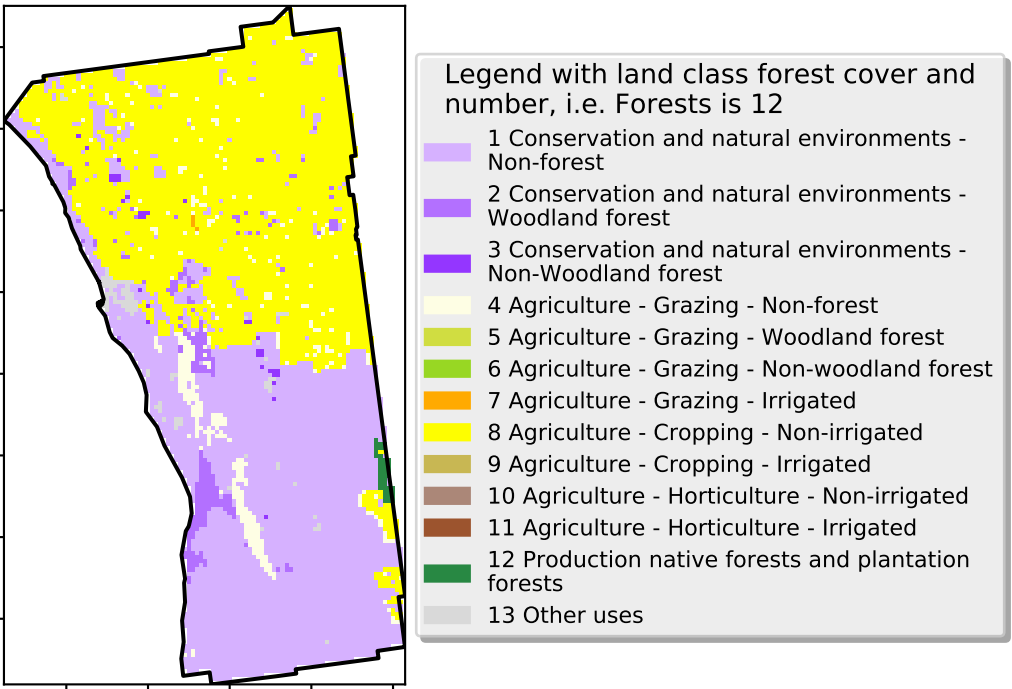 Legend with land class forest cover and
number, i.e. Forests is 12
1 Conservation and natural environments -
Non-forest
2 Conservation and natural environments -
Woodland forest
3 Conservation and natural environments -
Non-Woodland forest
4 Agriculture - Grazing - Non-forest
5 Agriculture - Grazing - Woodland forest
6 Agriculture - Grazing - Non-woodland forest
7 Agriculture - Grazing - Irrigated
8 Agriculture - Cropping - Non-irrigated
9 Agriculture - Cropping - Irrigated
10 Agriculture - Horticulture - Non-irrigated
11 Agriculture - Horticulture - Irrigated
12 Production native forests and plantation
forests
13 Other uses